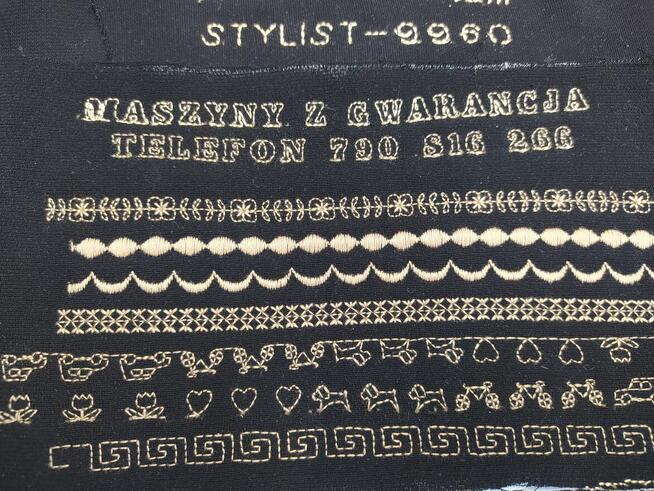 STYLIST-9960
MASZYNY Z GWARANCJA
TELEFON 790 816 266